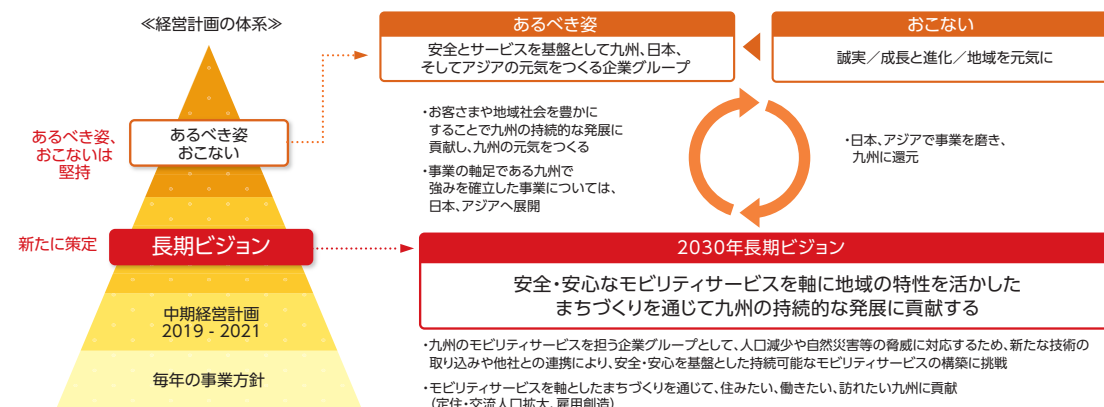 ≪経営計画の体系≫
あるべき姿、
おこないは
堅持
あるべき姿
おこない
新たに策定
長期ビジョン
中期経営計画
2019 - 2021
毎年の事業方針
あるべき姿
安全とサービスを基盤として九州、日本、
そしてアジアの元気をつくる企業グループ
おこない
誠実／成長と進化／地域を元気に
・お客さまや地域社会を豊かに
することで九州の持続的な発展に
貢献し、九州の元気をつくる
・事業の軸足である九州で
強みを確立した事業については、
日本、アジアへ展開
・日本、アジアで事業を磨き、
九州に還元
2030年長期ビジョン
安全・安心なモビリティサービスを軸に地域の特性を活かした
まちづくりを通じて九州の持続的な発展に貢献する
・九州のモビリティサービスを担う企業グループとして、人口減少や自然災害等の脅威に対応するため、新たな技術の
取り込みや他社との連携により、安全・安心を基盤とした持続可能なモビリティサービスの構築に挑戦
・モビリティサービスを軸としたまちづくりを通じて、住みたい、働きたい、訪れたい九州に貢献
（定住・交流人口拡大、雇用創造）